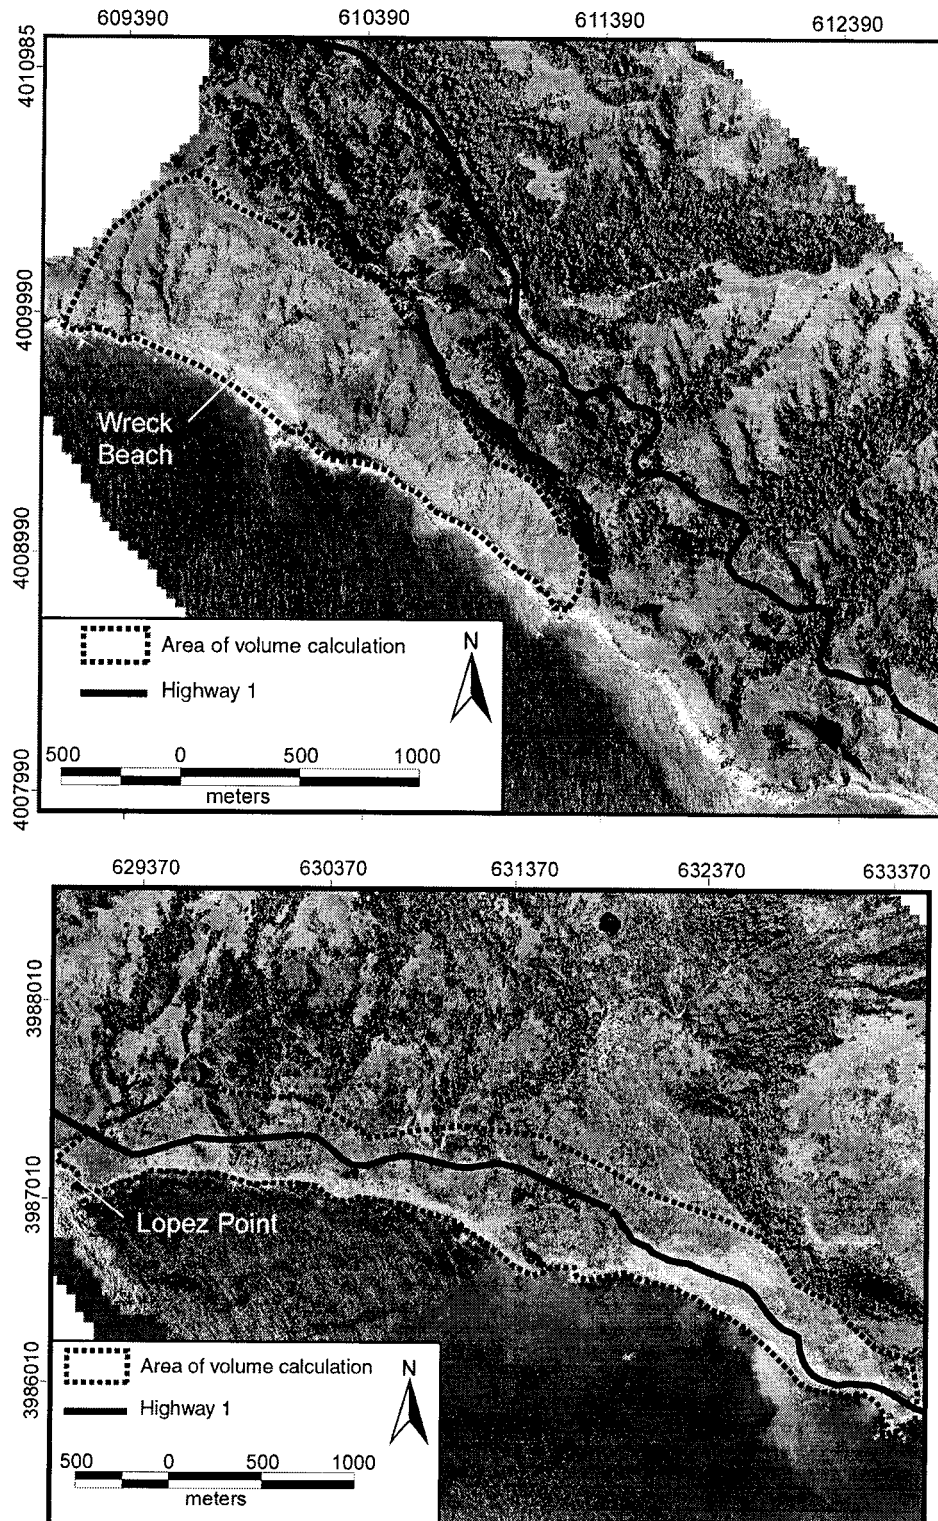 609390 610390 611390 612390
4010985
4009990
4008990
4007990
Wreck
Beach
Area of volume calculation
N
Highway 1
500 0 500 1000
meters
629370 630370 631370 632370 633370
3988010
3987010
3986010
Lopez Point
Area of volume calculation
N
Highway 1
500 0 500 1000
meters